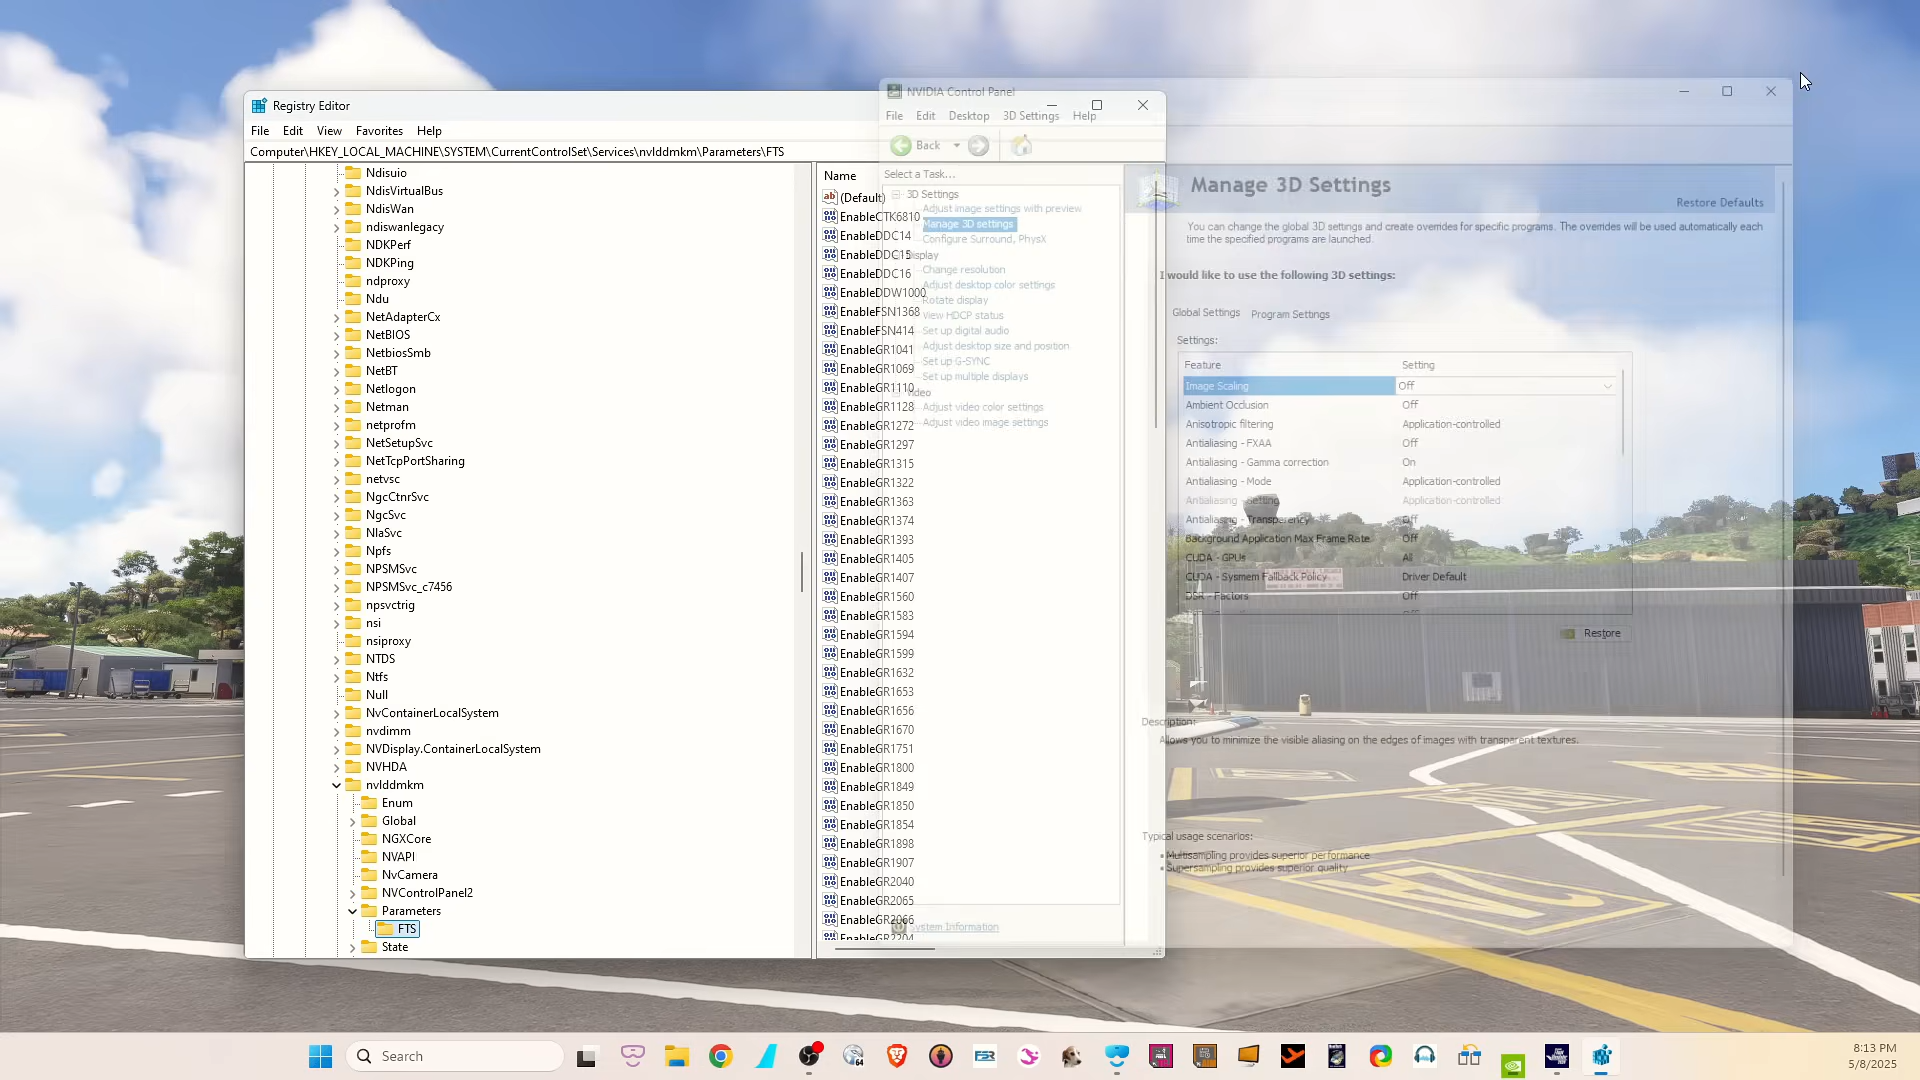 Registry Editor
File Edit View Favorites Help
Computer\HKEY_LOCAL_MACHINE\SYSTEM\CurrentControlSet\Services\nvlddmkm\Parameters\FTS
Ndisuio
NdisVirtualBus
NdisWan
ndiswanlegacy
NDKPerf
NDKPing
ndproxy
Ndu
NetAdapterCx
NetBIOS
NetbiosSmb
NetBT
Netlogon
Netman
netprofm
NetSetupSvc
NetTcpPortSharing
netvsc
NgcCtnrSvc
NgcSvc
NlaSvc
Npfs
NPSMSvc
NPSMSvc_c7456
npsvctrig
nsi
nsiproxy
NTDS
Ntfs
Null
NvContainerLocalSystem
nvdimm
NVDisplay.ContainerLocalSystem
NVHDA
nvlddmkm
Enum
Global
NGXCore
NVAPI
NvCamera
NVControlPanel2
Parameters
FTS
State
Name
(Default)
EnableCTK6810
EnableDDC14
EnableDDC15
EnableDDC16
EnableDDW1000
EnableFSN1368
EnableFSN414
EnableGR1041
EnableGR1069
EnableGR1110
EnableGR1128
EnableGR1272
EnableGR1297
EnableGR1315
EnableGR1322
EnableGR1363
EnableGR1374
EnableGR1393
EnableGR1405
EnableGR1407
EnableGR1560
EnableGR1583
EnableGR1594
EnableGR1599
EnableGR1632
EnableGR1653
EnableGR1656
EnableGR1670
EnableGR1751
EnableGR1800
EnableGR1849
EnableGR1850
EnableGR1854
EnableGR1898
EnableGR1907
EnableGR2040
EnableGR2065
EnableGR2066
EnableGR2204
NVIDIA Control Panel
File Edit Desktop 3D Settings Help
Back
Select a Task...
3D Settings
Adjust image settings with preview
Manage 3D settings
Configure Surround, PhysX
Display
Change resolution
Adjust desktop color settings
Rotate display
View HDCP status
Set up digital audio
Adjust desktop size and position
Set up G-SYNC
Set up multiple displays
Video
Adjust video color settings
Adjust video image settings
System Information
Manage 3D Settings
Restore Defaults
You can change the global 3D settings and create overrides for specific programs. The overrides will be used automatically each
time the specified programs are launched.
I would like to use the following 3D settings:
Global Settings Program Settings
Settings:
Feature Setting
Image Scaling Off
Ambient Occlusion Off
Anisotropic filtering Application-controlled
Antialiasing - FXAA Off
Antialiasing - Gamma correction On
Antialiasing - Mode Application-controlled
Antialiasing - Setting Application-controlled
Antialiasing - Transparency Off
Background Application Max Frame Rate Off
CUDA - GPUs All
CUDA - Sysmem Fallback Policy Driver Default
DSR - Factors Off
Restore
Description:
Allows you to minimize the visible aliasing on the edges of images with transparent textures.
Typical usage scenarios:
Multisampling provides superior performance
Supersampling provides superior quality
Search
64
FSR
8:13 PM
5/8/2025